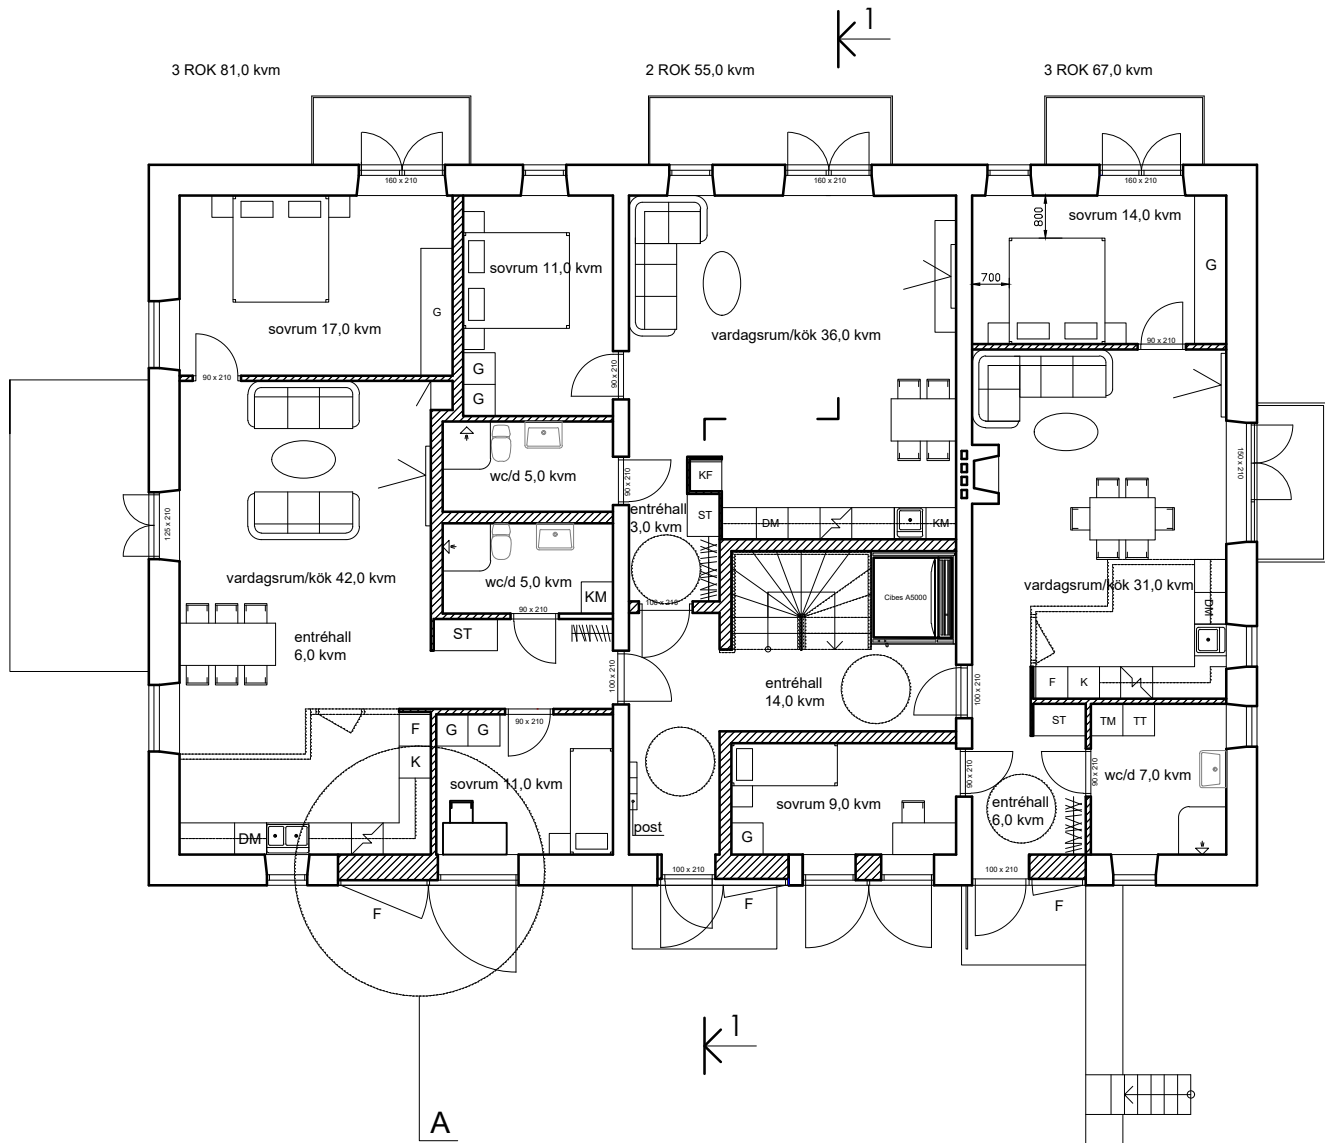 1
3 ROK 81,0 kvm
2 ROK 55,0 kvm
3 ROK 67,0 kvm
160 x 210
160 x 210
160 x 210
sovrum 17,0 kvm
G
90 x 210
sovrum 11,0 kvm
G
G
90 x 210
vardagsrum/kök 36,0 kvm
800
sovrum 14,0 kvm
700
G
90 x 210
wc/d 5,0 kvm
90 x 210
KF
ST
entréhall
3,0 kvm
DM
KM
125 x 210
150 x 210
vardagsrum/kök 42,0 kvm
wc/d 5,0 kvm
KM
90 x 210
ST
100 x 210
Cibes A5000
vardagsrum/kök 31,0 kvm
DM
F
K
entréhall
6,0 kvm
100 x 210
entréhall
14,0 kvm
100 x 210
ST
TM
TT
F
K
G
G
90 x 210
sovrum 11,0 kvm
DM
post
sovrum 9,0 kvm
G
90 x 210
entréhall
6,0 kvm
90 x 210
wc/d 7,0 kvm
100 x 210
100 x 210
F
F
F
1
A